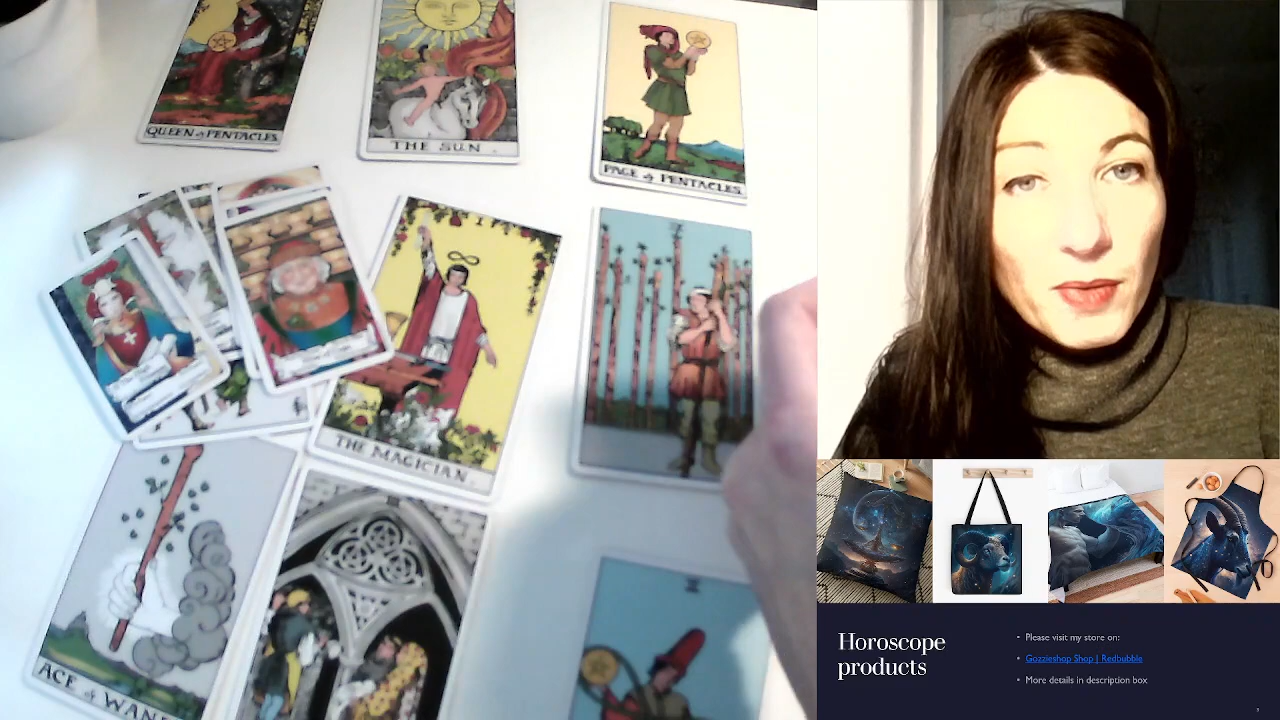 QUEEN of PENTACLES
THE SUN
PAGE of PENTACLES
THE MAGICIAN
ACE of WAN
Horoscope
products
• Please visit my store on:
• Gozzieshop Shop | Redbubble
• More details in description box